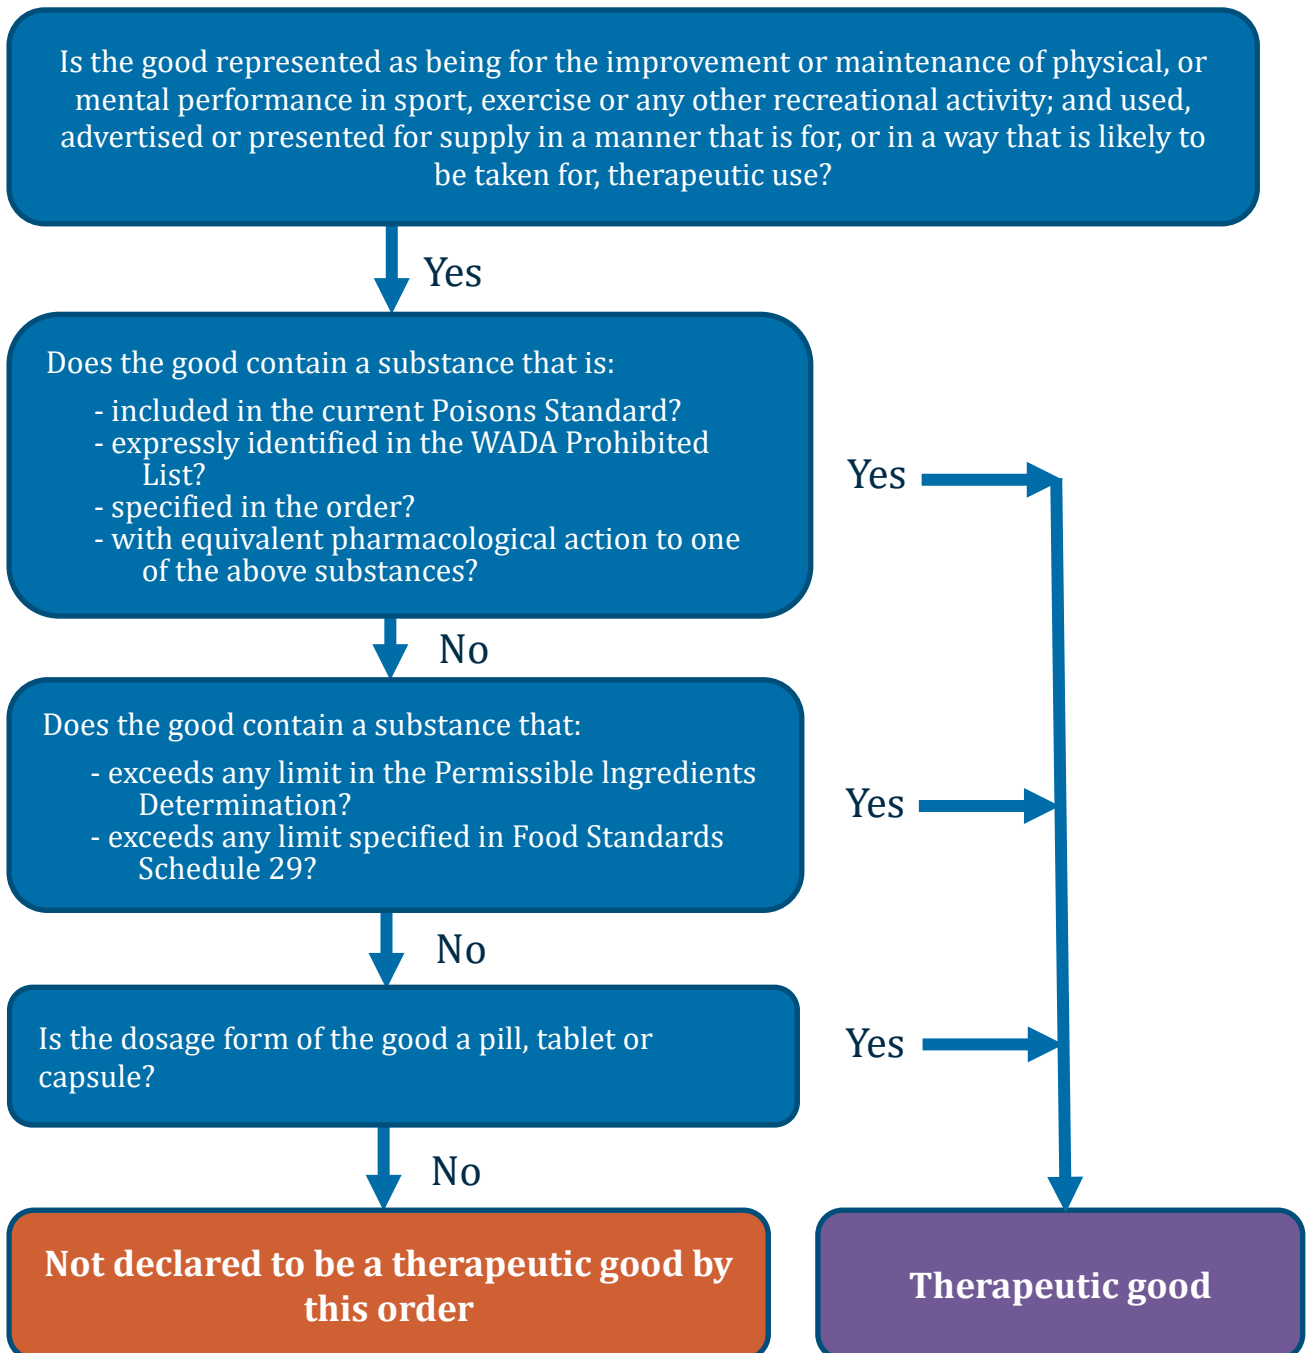 Is the good represented as being for the improvement or maintenance of physical, or
mental performance in sport, exercise or any other recreational activity; and used,
advertised or presented for supply in a manner that is for, or in a way that is likely to
be taken for, therapeutic use?
Yes
Does the good contain a substance that is:
- included in the current Poisons Standard?
- expressly identified in the WADA Prohibited
List?
- specified in the order?
- with equivalent pharmacological action to one
of the above substances?
Yes
No
Does the good contain a substance that:
- exceeds any limit in the Permissible Ingredients
Determination?
- exceeds any limit specified in Food Standards
Schedule 29?
Yes
No
Is the dosage form of the good a pill, tablet or
capsule?
Yes
No
Not declared to be a therapeutic good by
this order
Therapeutic good